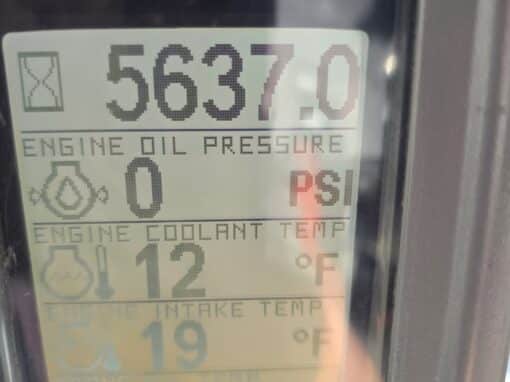 5637.0
ENGINE OIL PRESSURE
0 PSI
ENGINE COOLANT TEMP
12 °F
ENGINE INTAKE TEMP
19 °F